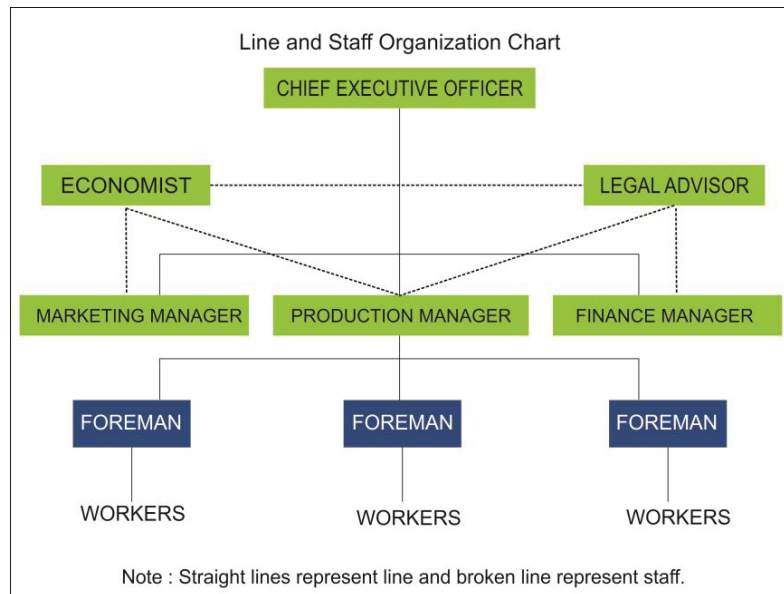 Line and Staff Organization Chart
CHIEF EXECUTIVE OFFICER
ECONOMIST
LEGAL ADVISOR
MARKETING MANAGER
PRODUCTION MANAGER
FINANCE MANAGER
FOREMAN
FOREMAN
FOREMAN
WORKERS
WORKERS
WORKERS
Note : Straight lines represent line and broken line represent staff.